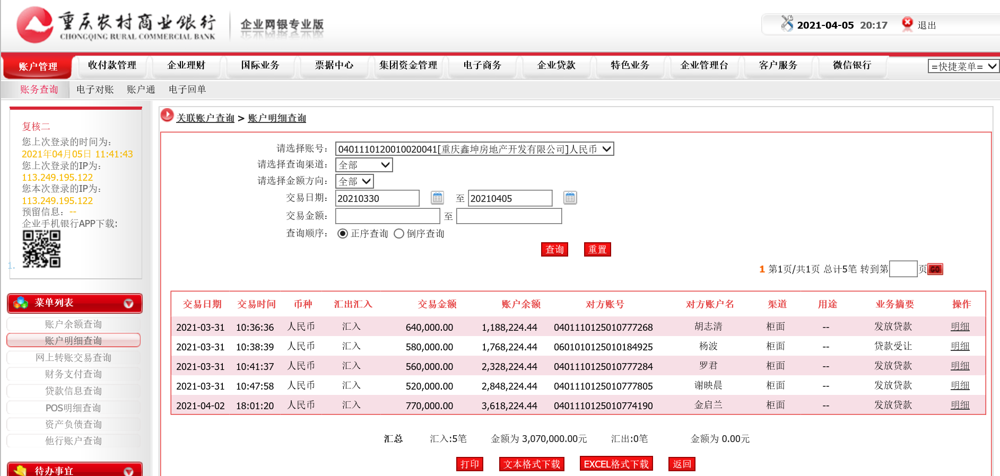 重庆农村商业银行
CHONGQING RURAL COMMERCIAL BANK
企业网银专业版
2021-04-05 20:17 退出
账户管理 收付款管理 企业理财 国际业务 票据中心 集团资金管理 电子商务 企业贷款 特色业务 企业管理台 客户服务 微信银行 =快捷菜单=
账务查询 电子对账 账户通 电子回单
复核二
您上次登录的时间为：
2021年04月05日 11:41:43
您上次登录的IP为：
113.249.195.122
您本次登录的IP为：
113.249.195.122
预留信息：--
企业手机银行APP下载:
1.
菜单列表
账户余额查询
账户明细查询
网上转账交易查询
财务支付查询
贷款信息查询
POS明细查询
资产负债查询
他行账户查询
待办事宜
关联账户查询 > 账户明细查询
请选择账号： 0401110120010020041[重庆鑫坤房地产开发有限公司]人民币
请选择查询渠道： 全部
请选择金额方向： 全部
交易日期： 20210330 至 20210405
交易金额： 至
查询顺序： 正序查询 倒序查询
查询 重置
1 第1页/共1页 总计5笔 转到第 页 GO
交易日期 交易时间 币种 汇出汇入 交易金额 账户余额 对方账号 对方账户名 渠道 用途 业务摘要 操作
2021-03-31 10:36:36 人民币 汇入 640,000.00 1,188,224.44 0401110125010777268 胡志清 柜面 -- 发放贷款 明细
2021-03-31 10:38:39 人民币 汇入 580,000.00 1,768,224.44 0601010125010184925 杨波 柜面 -- 贷款受让 明细
2021-03-31 10:41:37 人民币 汇入 560,000.00 2,328,224.44 0401110125010777284 罗君 柜面 -- 发放贷款 明细
2021-03-31 10:47:58 人民币 汇入 520,000.00 2,848,224.44 0401110125010777805 谢映晨 柜面 -- 发放贷款 明细
2021-04-02 18:01:20 人民币 汇入 770,000.00 3,618,224.44 0401110125010774190 金启兰 柜面 -- 发放贷款 明细
汇总 汇入:5笔 金额为 3,070,000.00元 汇出:0笔 金额为 0.00元
打印 文本格式下载 EXCEL格式下载 返回